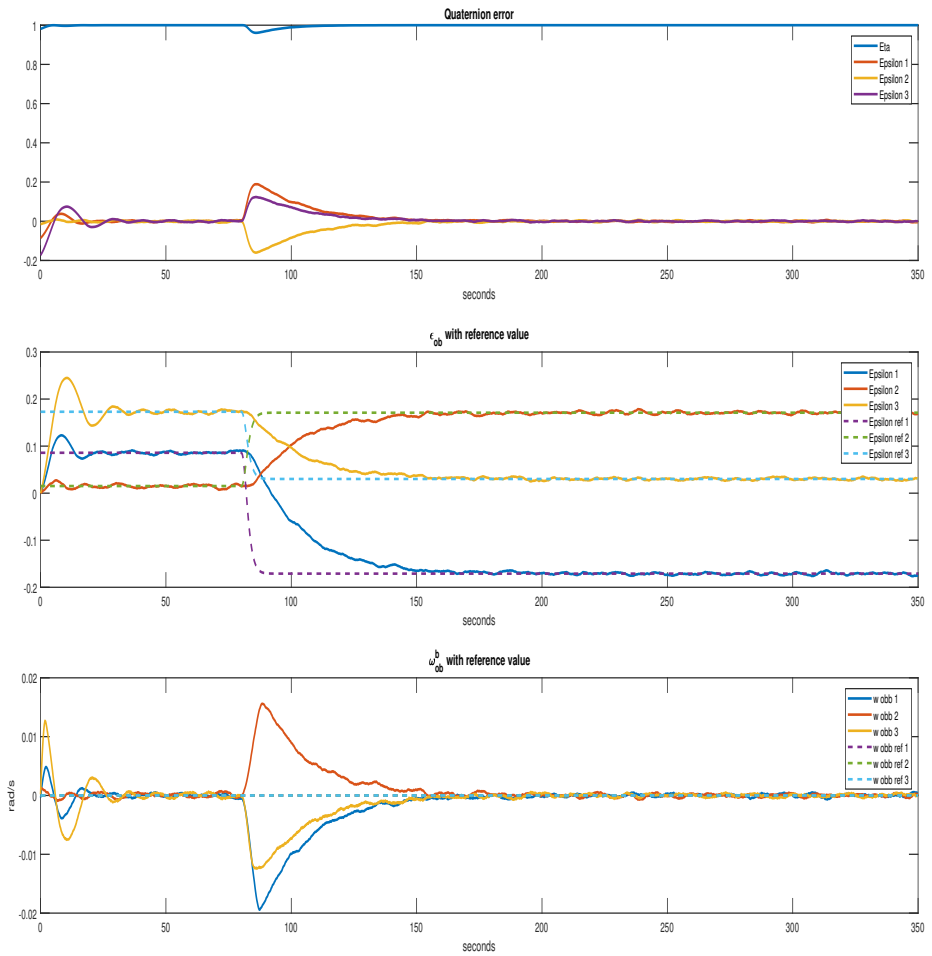 Quaternion error
1
0.8
0.6
0.4
0.2
0
-0.2
Eta
Epsilon 1
Epsilon 2
Epsilon 3
0 50 100 150 200 250 300 350
seconds
ϵob with reference value
0.3
0.2
0.1
0
-0.1
-0.2
Epsilon 1
Epsilon 2
Epsilon 3
Epsilon ref 1
Epsilon ref 2
Epsilon ref 3
0 50 100 150 200 250 300 350
seconds
ω^b_ob with reference value
rad/s
0.02
0.01
0
-0.01
-0.02
w obb 1
w obb 2
w obb 3
w obb ref 1
w obb ref 2
w obb ref 3
0 50 100 150 200 250 300 350
seconds